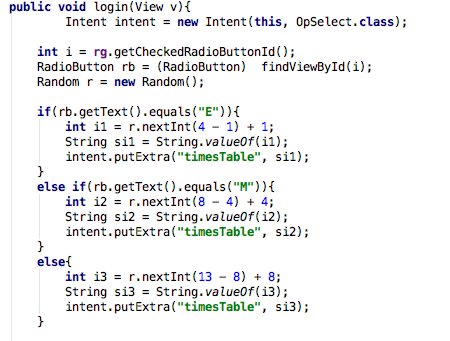 public void login(View v){
Intent intent = new Intent(this, OpSelect.class);
int i = rg.getCheckedRadioButtonId();
RadioButton rb = (RadioButton) findViewById(i);
Random r = new Random();
if(rb.getText().equals("E")){
int i1 = r.nextInt(4 - 1) + 1;
String si1 = String.valueOf(i1);
intent.putExtra("timesTable", si1);
}
else if(rb.getText().equals("M")){
int i2 = r.nextInt(8 - 4) + 4;
String si2 = String.valueOf(i2);
intent.putExtra("timesTable", si2);
}
else{
int i3 = r.nextInt(13 - 8) + 8;
String si3 = String.valueOf(i3);
intent.putExtra("timesTable", si3);
}